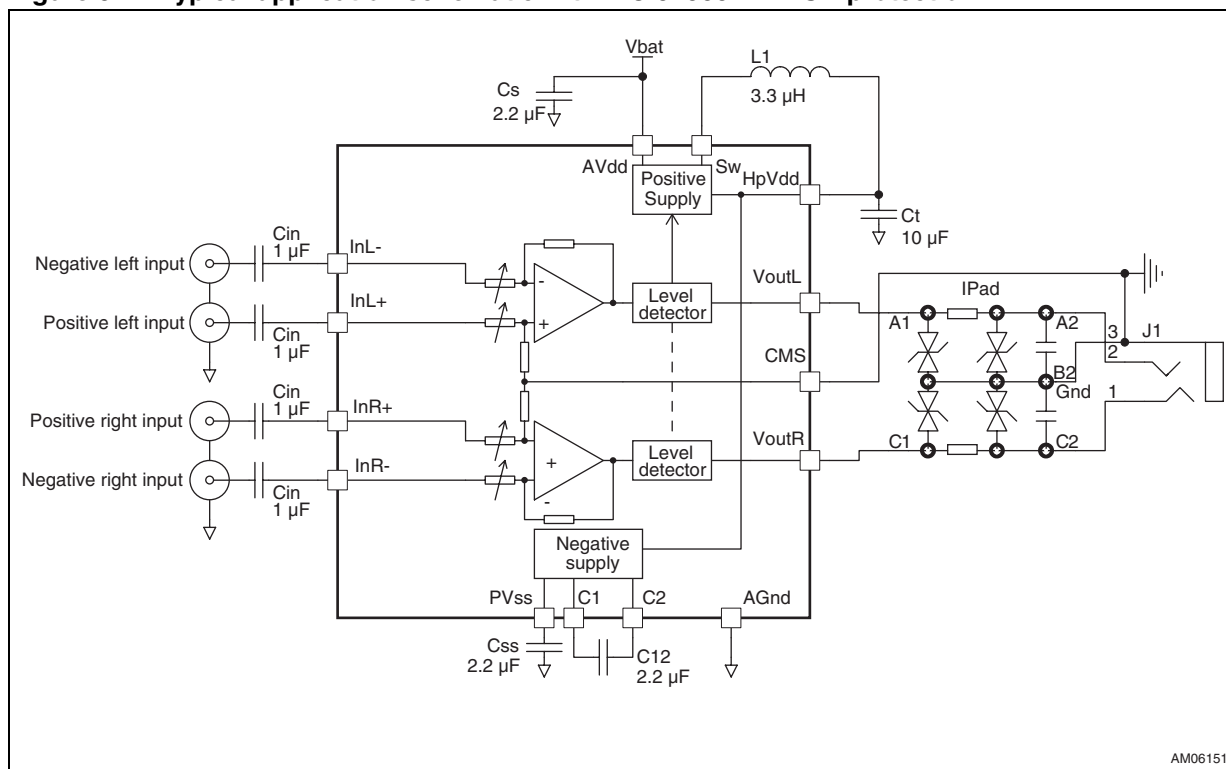 Vbat
L1
3.3 µH
Cs
2.2 µF
AVdd
Sw
HpVdd
Positive
Supply
Ct
10 µF
Cin
1 µF
InL-
Negative left input
-
VoutL
IPad
InL+
Level
detector
Positive left input
+
A1
A2
J1
Cin
1 µF
3
2
CMS
B2
Gnd
Cin
1 µF
InR+
1
Positive right input
VoutR
InR-
+
Level
detector
C1
C2
Negative right input
Cin
1 µF
-
Negative
supply
PVss
C1
C2
AGnd
Css
2.2 µF
C12
2.2 µF
AM06151